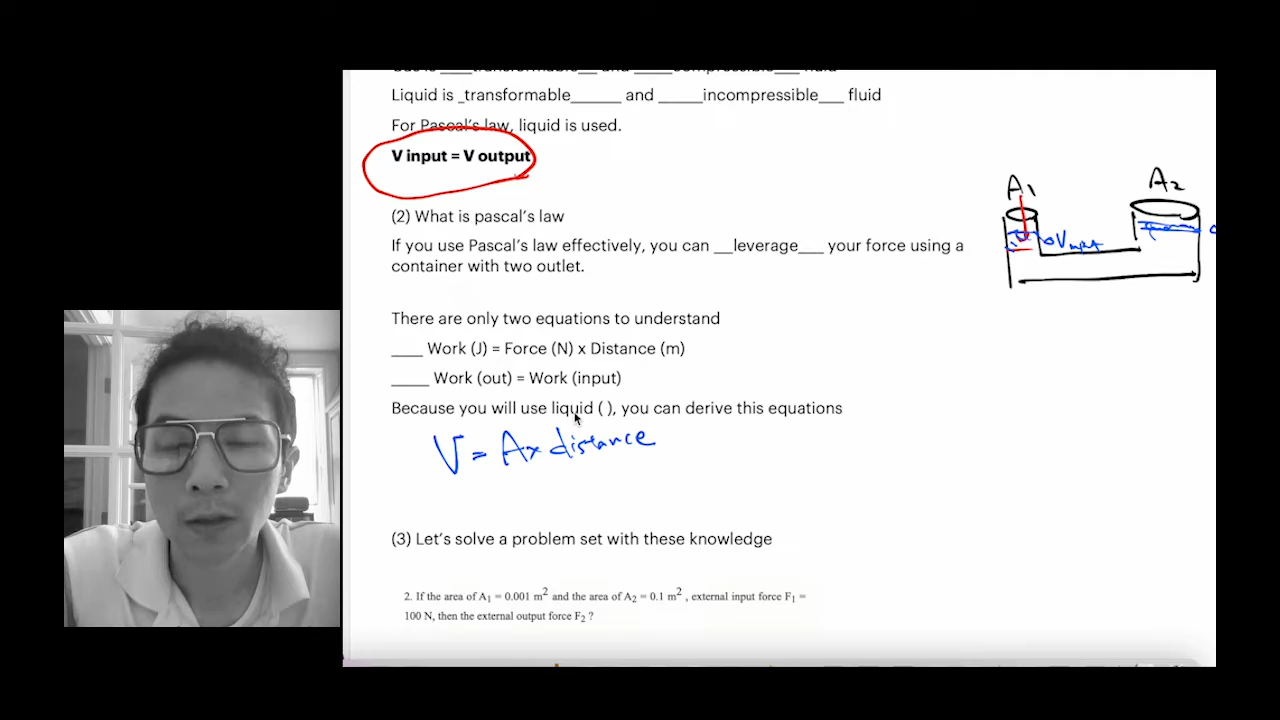 Liquid is _transformable______ and _____incompressible___ fluid
For Pascal's law, liquid is used.
V input = V output
(2) What is pascal's law
If you use Pascal's law effectively, you can __leverage___ your force using a
container with two outlet.
There are only two equations to understand
____ Work (J) = Force (N) x Distance (m)
_____ Work (out) = Work (input)
Because you will use liquid ( ), you can derive this equations
V = A x distance
(3) Let's solve a problem set with these knowledge
2. If the area of A1 = 0.001 m2 and the area of A2 = 0.1 m2 , external input force F1 =
100 N, then the external output force F2 ?
A1
A2
Vinput